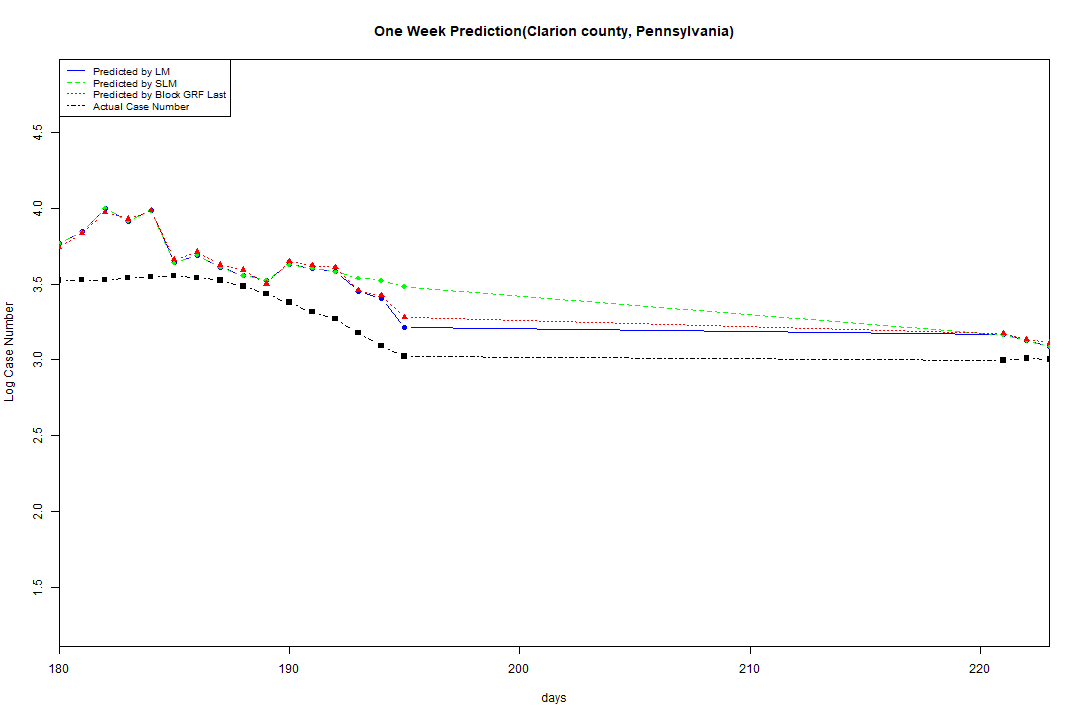 One Week Prediction(Clarion county, Pennsylvania)
Predicted by LM
Predicted by SLM
Predicted by Block GRF Last
Actual Case Number
4.5
4.0
3.5
3.0
2.5
2.0
1.5
Log Case Number
180 190 200 210 220
days